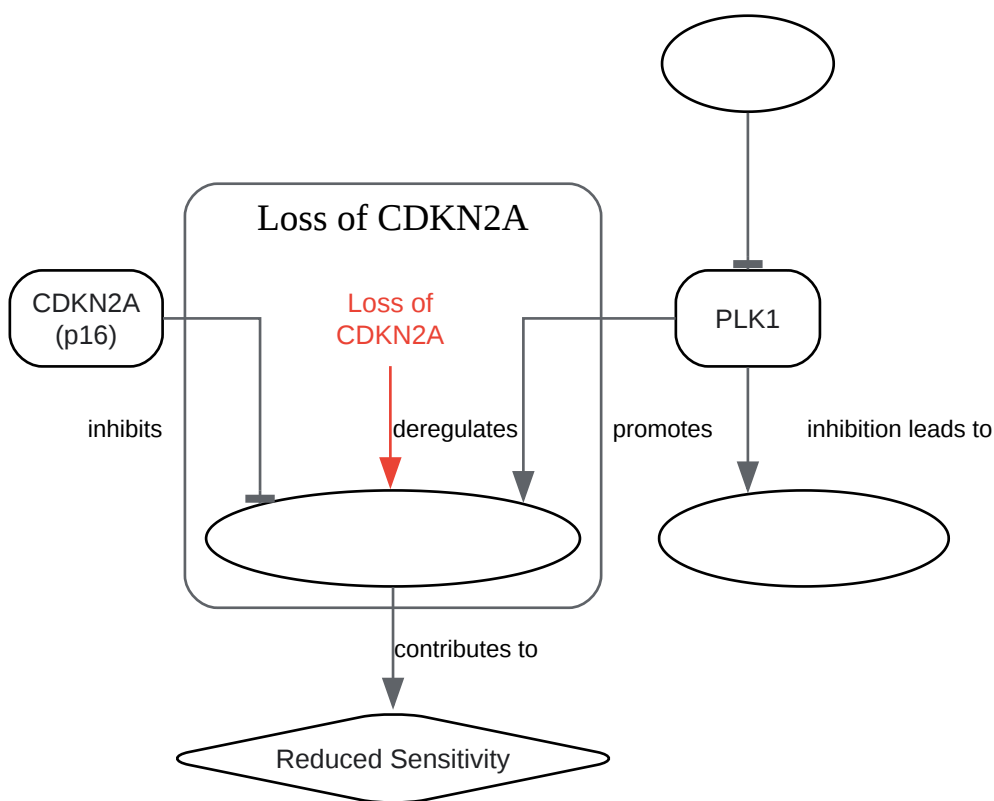 Loss of CDKN2A
CDKN2A
(p16)
Loss of
CDKN2A
PLK1
inhibits
deregulates
promotes
inhibition leads to
contributes to
Reduced Sensitivity